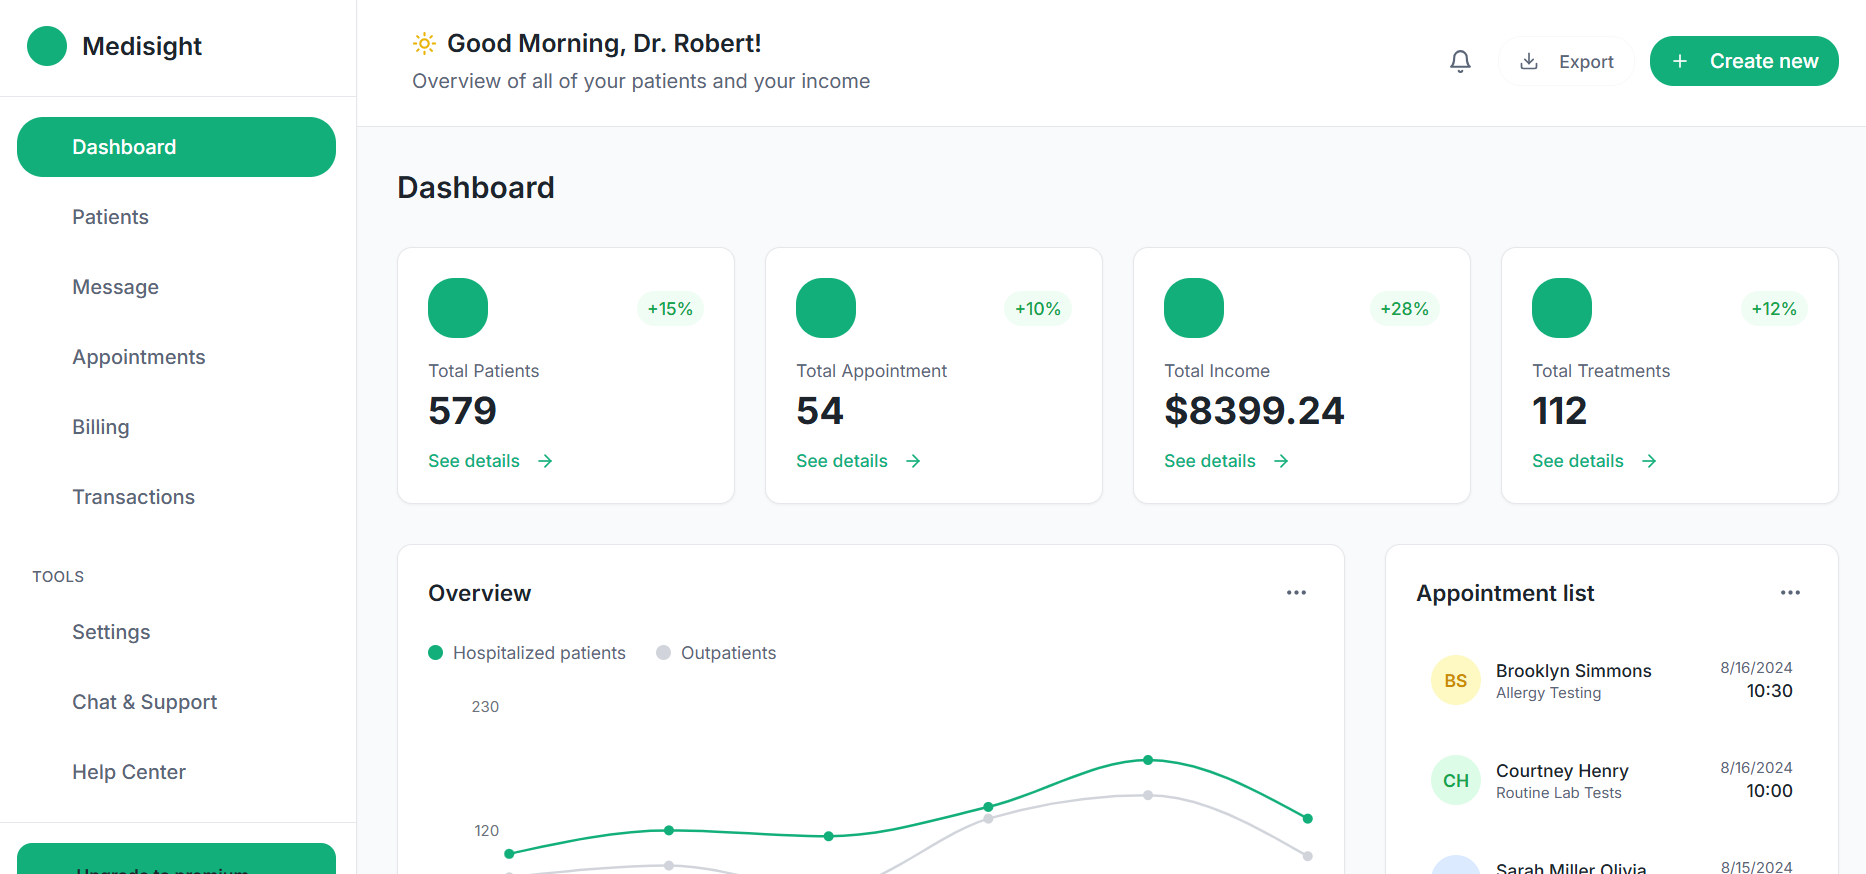 Medisight
Dashboard
Patients
Message
Appointments
Billing
Transactions
TOOLS
Settings
Chat & Support
Help Center
Upgrade to premium
Good Morning, Dr. Robert!
Overview of all of your patients and your income
Export
+ Create new
Dashboard
+15%
Total Patients
579
See details
+10%
Total Appointment
54
See details
+28%
Total Income
$8399.24
See details
+12%
Total Treatments
112
See details
Overview
Hospitalized patients
Outpatients
230
120
Appointment list
BS
Brooklyn Simmons
Allergy Testing
8/16/2024
10:30
CH
Courtney Henry
Routine Lab Tests
8/16/2024
10:00
Sarah Miller Olivia
8/15/2024